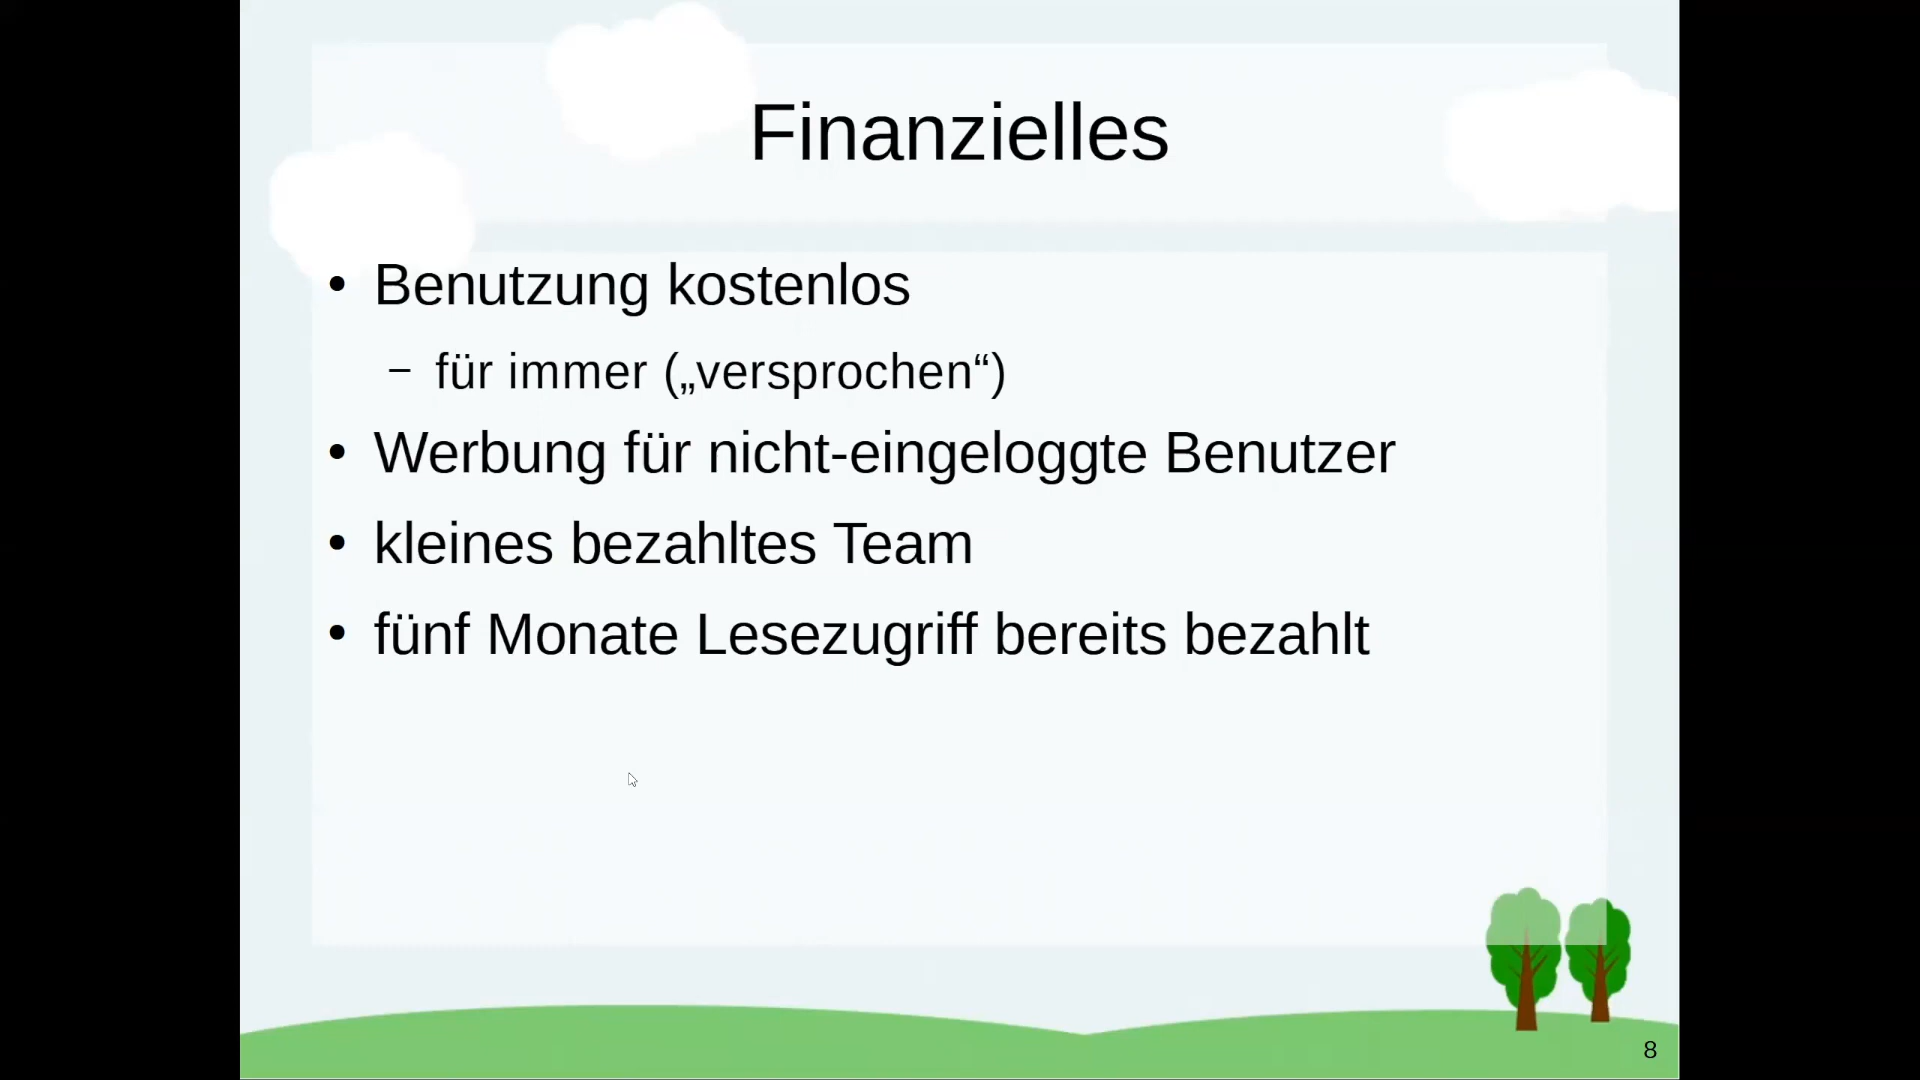 Finanzielles
• Benutzung kostenlos
– für immer („versprochen“)
• Werbung für nicht-eingeloggte Benutzer
• kleines bezahltes Team
• fünf Monate Lesezugriff bereits bezahlt
8